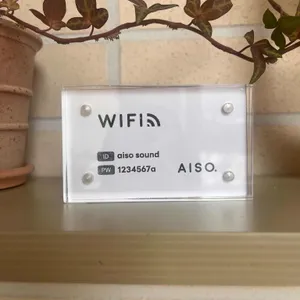 WIFI
ID aiso sound
PW 1234567a
AISO.